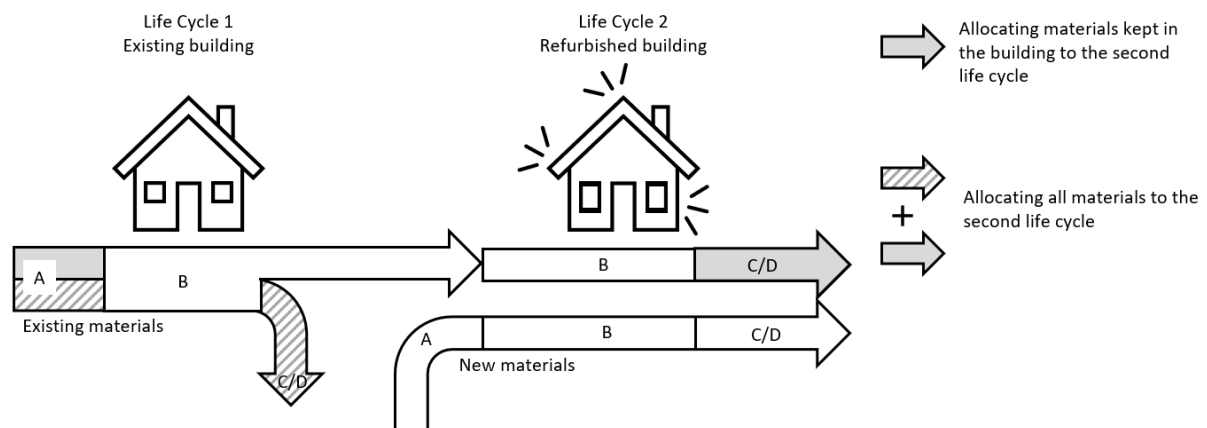 Life Cycle 1
Existing building
Life Cycle 2
Refurbished building
Allocating materials kept in
the building to the second
life cycle
+
Allocating all materials to the
second life cycle
A
B
B
C/D
Existing materials
C/D
A
B
C/D
New materials